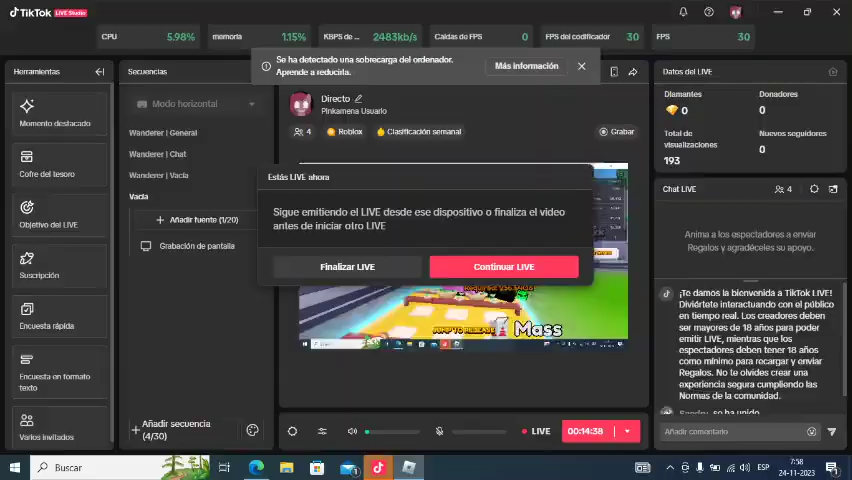 TikTok LIVE Studio
CPU 5.98%
memoria 1.15%
KBPS de ... 2483kb/s
Caídas de FPS 0
FPS del codificador 30
FPS 30
Se ha detectado una sobrecarga del ordenador.
Aprende a reducirla.
Más información
Herramientas
Momento destacado
Cofre del tesoro
Objetivo del LIVE
Suscripción
Encuesta rápida
Encuesta en formato
texto
Varios invitados
Secuencias
Modo horizontal
Wanderer | General
Wanderer | Chat
Wanderer | Vacía
Vacía
Añadir fuente (1/20)
Grabación de pantalla
Añadir secuencia
(4/30)
Directo
Pinkamena Usuario
4
Roblox
Clasificación semanal
Grabar
Estás LIVE ahora
Sigue emitiendo el LIVE desde ese dispositivo o finaliza el video
antes de iniciar otro LIVE
Finalizar LIVE
Continuar LIVE
JUMP TO RELEASE
Mass
LIVE
00:14:38
Datos del LIVE
Diamantes
0
Donadores
0
Total de
visualizaciones
193
Nuevos seguidores
0
Chat LIVE
4
Anima a los espectadores a enviar
Regalos y agradéceles su apoyo.
¡Te damos la bienvenida a TikTok LIVE!
Diviértete interactuando con el público
en tiempo real. Los creadores deben
ser mayores de 18 años para poder
emitir LIVE, mientras que los
espectadores deben tener 18 años
como mínimo para recargar y enviar
Regalos. No te olvides crear una
experiencia segura cumpliendo las
Normas de la comunidad.
se ha unido
Añadir comentario
Buscar
ESP
7:58
24-11-2023